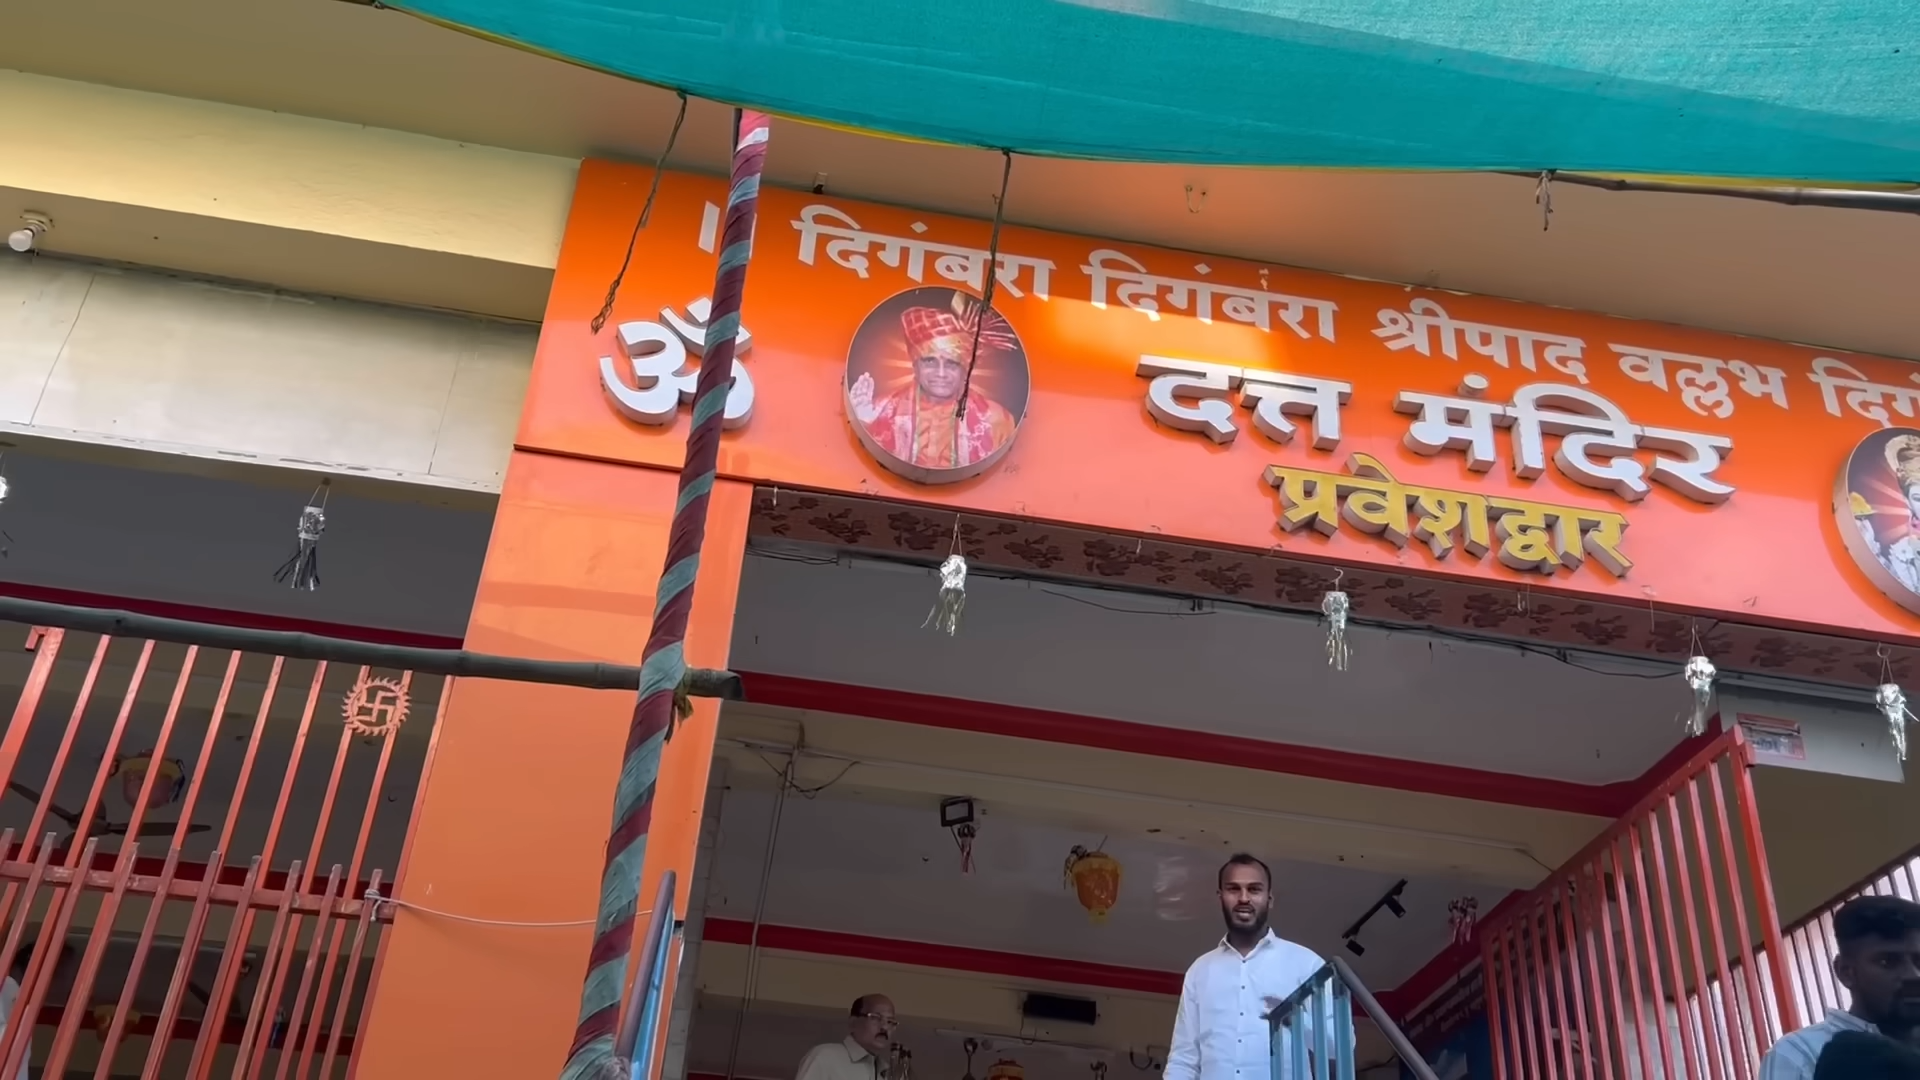 ॥ दिगंबरा दिगंबरा श्रीपाद वल्लभ
ॐ
दत्त मंदिर
प्रवेशद्वार